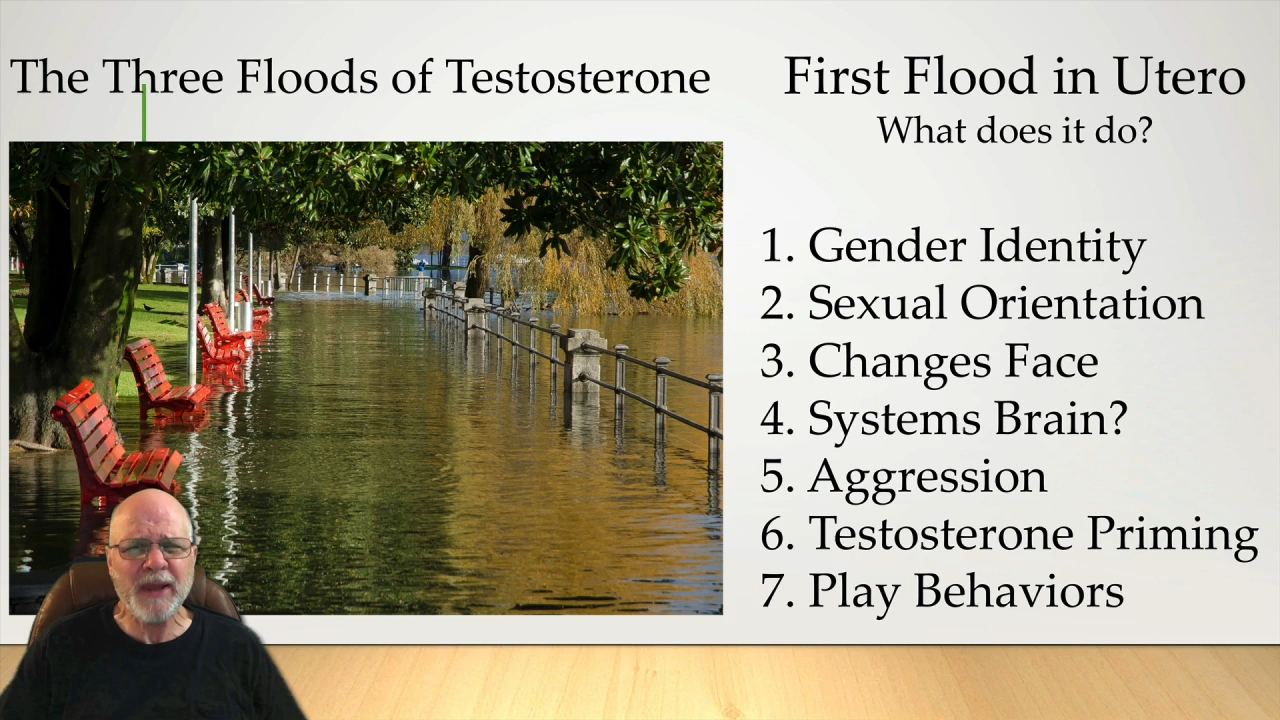 The Three Floods of Testosterone
First Flood in Utero
What does it do?
1. Gender Identity
2. Sexual Orientation
3. Changes Face
4. Systems Brain?
5. Aggression
6. Testosterone Priming
7. Play Behaviors